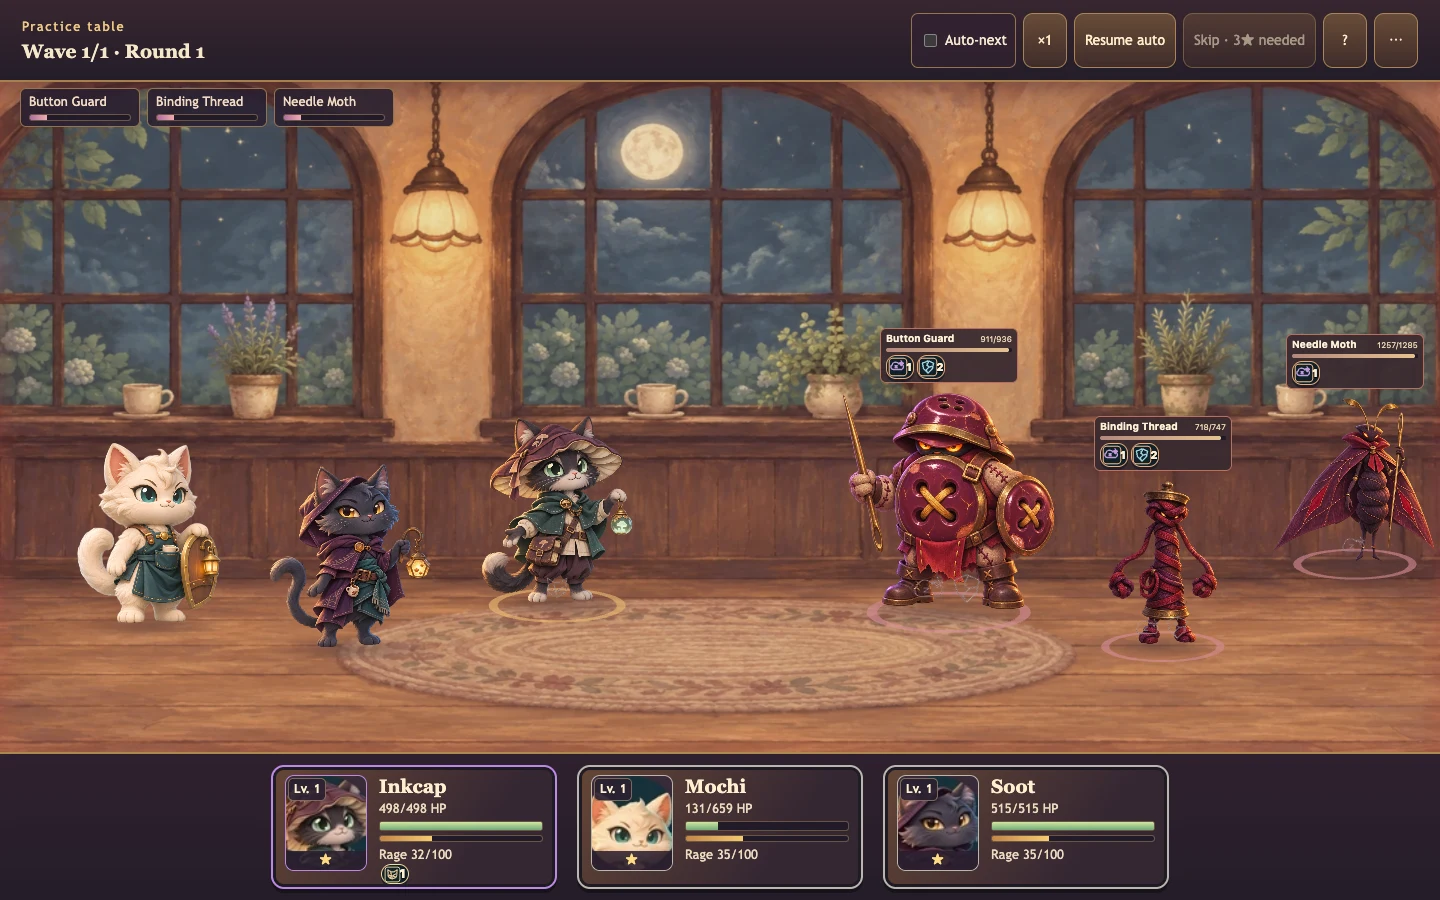 Practice table
Wave 1/1 · Round 1
Auto-next
×1
Resume auto
Skip · 3★ needed
?
···
Button Guard
Binding Thread
Needle Moth
Button Guard 911/936
1 2
Needle Moth 1257/1285
1
Binding Thread 718/747
1 2
Lv. 1
Inkcap
498/498 HP
Rage 32/100
1
Lv. 1
Mochi
131/659 HP
Rage 35/100
Lv. 1
Soot
515/515 HP
Rage 35/100